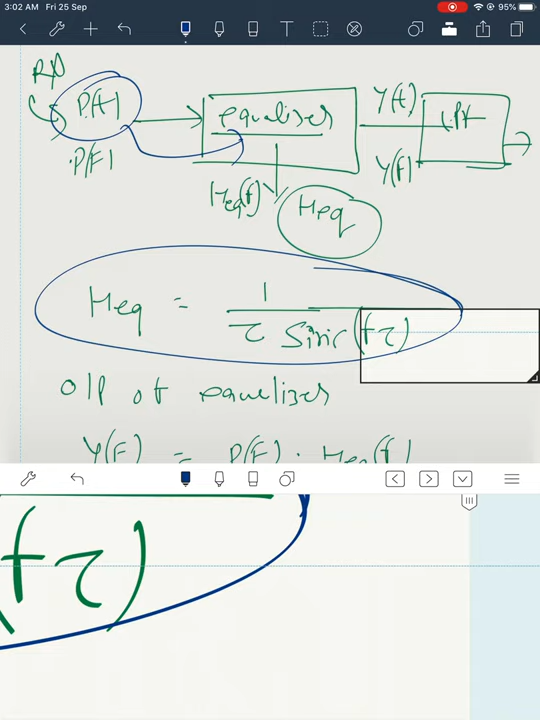 3:02 AM Fri 25 Sep 95%
R/P
P(t) equaliser Y(t) LPF
P(F) Heq(f) Heq Y(f)
Heq = 1 / τ Sinc (fτ)
O/P of equaliser
Y(F) = P(F) . Heq(f)
(fτ)